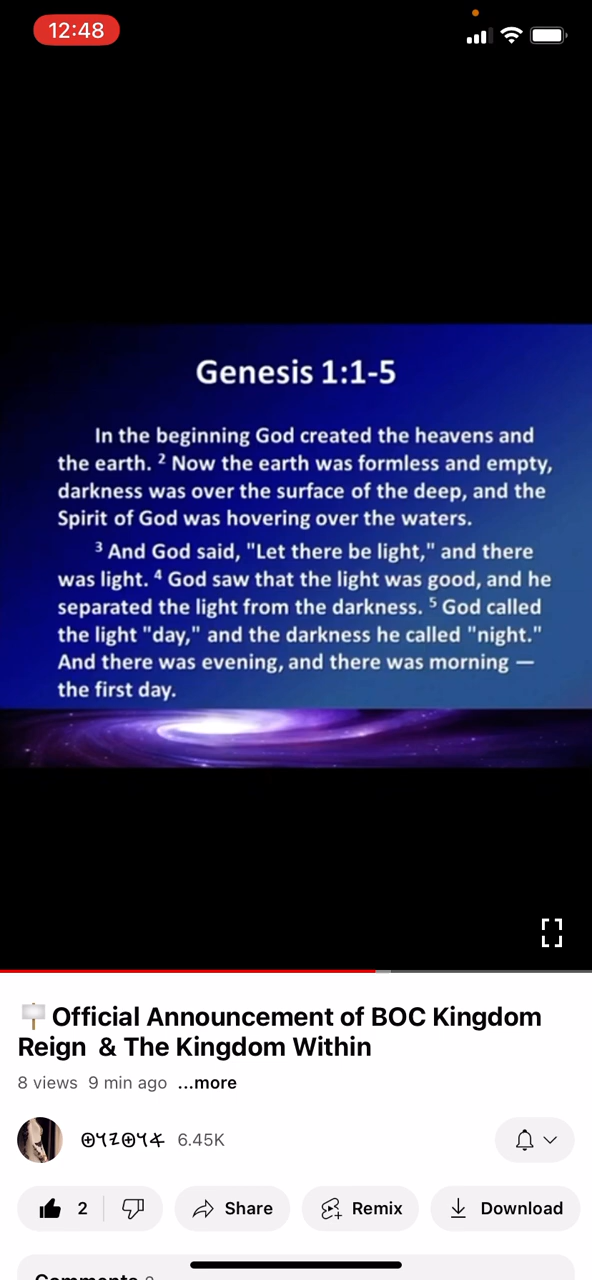 12:48
Genesis 1:1-5
In the beginning God created the heavens and
the earth. ² Now the earth was formless and empty,
darkness was over the surface of the deep, and the
Spirit of God was hovering over the waters.
³ And God said, "Let there be light," and there
was light. ⁴ God saw that the light was good, and he
separated the light from the darkness. ⁵ God called
the light "day," and the darkness he called "night."
And there was evening, and there was morning —
the first day.
🪧 Official Announcement of BOC Kingdom
Reign & The Kingdom Within
8 views 9 min ago ...more
6.45K
2 Share Remix Download
Comments